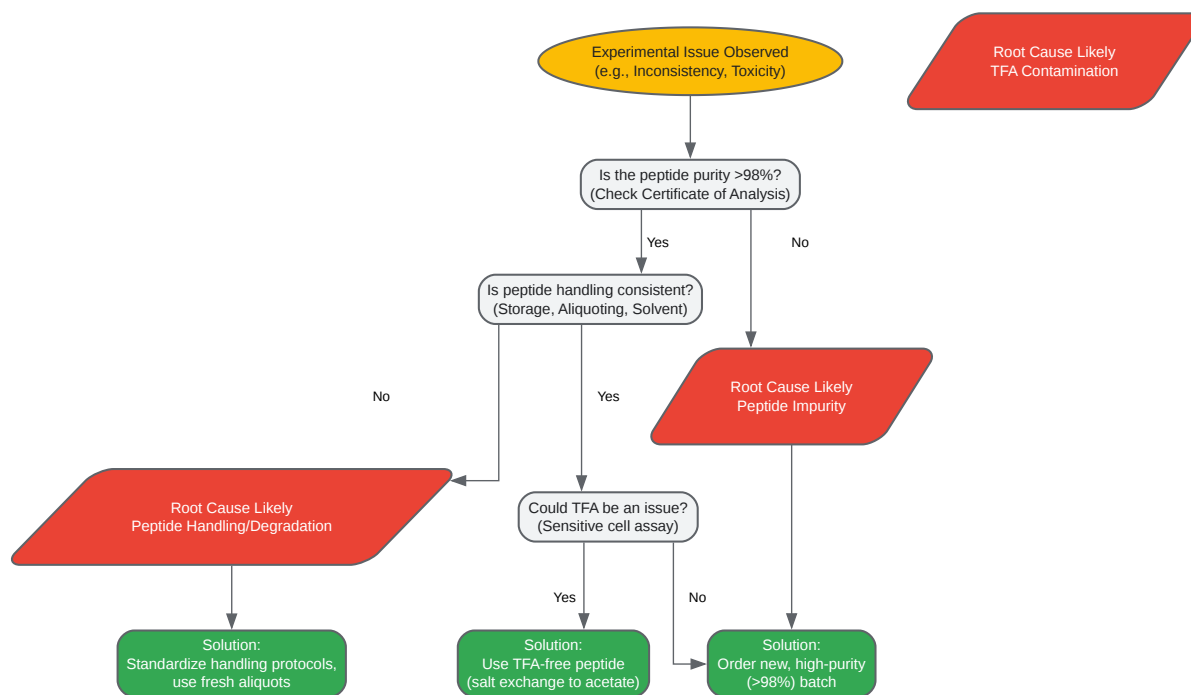 Experimental Issue Observed
(e.g., Inconsistency, Toxicity)
Root Cause Likely
TFA Contamination
Is the peptide purity >98%?
(Check Certificate of Analysis)
Yes
No
Is peptide handling consistent?
(Storage, Aliquoting, Solvent)
No
Yes
Root Cause Likely
Peptide Impurity
Root Cause Likely
Peptide Handling/Degradation
Could TFA be an issue?
(Sensitive cell assay)
Yes
No
Solution:
Standardize handling protocols,
use fresh aliquots
Solution:
Use TFA-free peptide
(salt exchange to acetate)
Solution:
Order new, high-purity
(>98%) batch